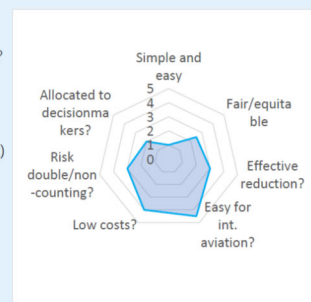 ?
)
Simple and
easy
5
4
3
2
1
0
Fair/equita
ble
Effective
reduction?
Easy for
int.
aviation?
Low costs?
Risk
double/non
-counting?
Allocated to
decisionma
kers?